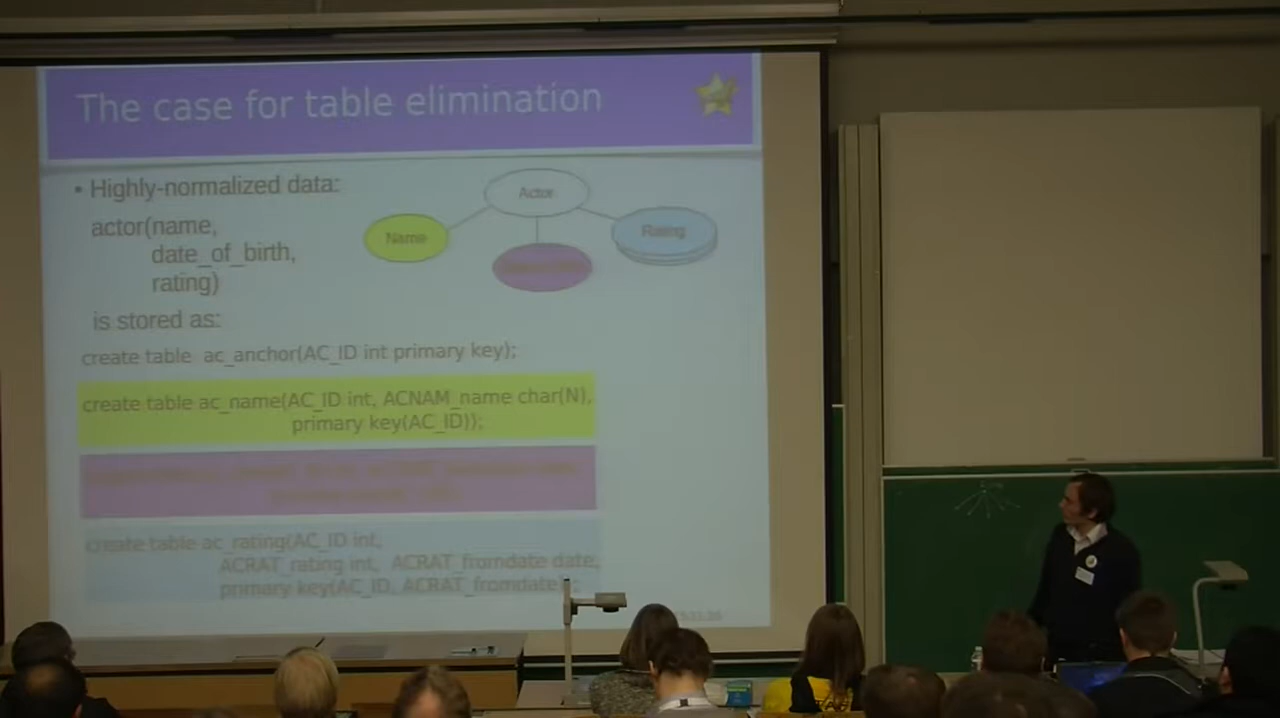 The case for table elimination
• Highly-normalized data:
actor(name,
date_of_birth,
rating)
Actor
Name
Rating
is stored as:
create table ac_anchor(AC_ID int primary key);
create table ac_name(AC_ID int, ACNAM_name char(N),
primary key(AC_ID));
create table ac_rating(AC_ID int,
ACRAT_rating int, ACRAT_fromdate date,
primary key(AC_ID, ACRAT_fromdate));